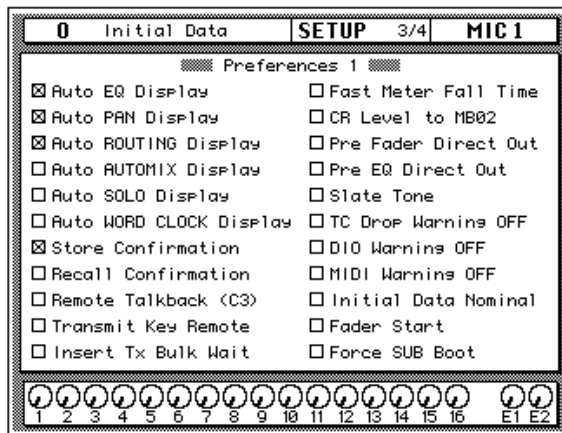 0 Initial Data SETUP 3/4 MIC 1
Preferences 1
Auto EQ Display
Auto PAN Display
Auto ROUTING Display
Auto AUTOMIX Display
Auto SOLO Display
Auto WORD CLOCK Display
Store Confirmation
Recall Confirmation
Remote Talkback (C3)
Transmit Key Remote
Insert Tx Bulk Wait
Fast Meter Fall Time
CR Level to MB02
Pre Fader Direct Out
Pre EQ Direct Out
Slate Tone
TC Drop Warning OFF
DIO Warning OFF
MIDI Warning OFF
Initial Data Nominal
Fader Start
Force SUB Boot
1 2 3 4 5 6 7 8 9 10 11 12 13 14 15 16 E1 E2